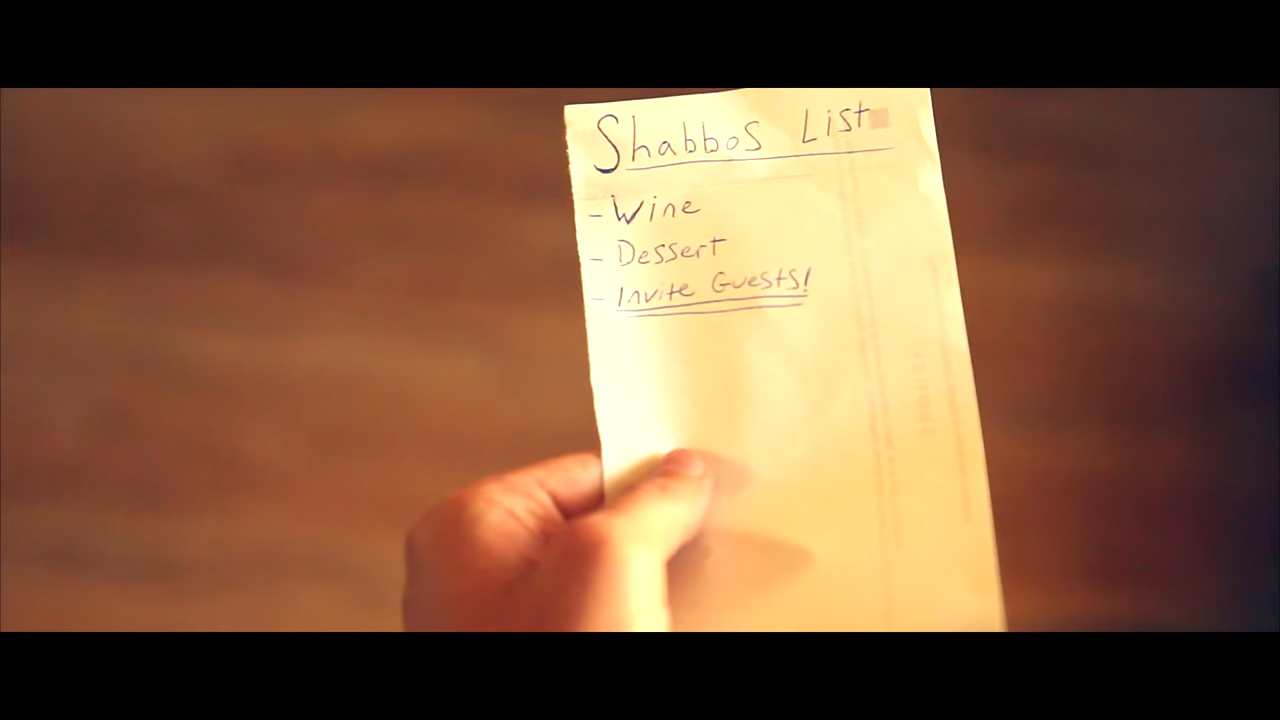 Shabbos List
- Wine
- Dessert
- Invite Guests!